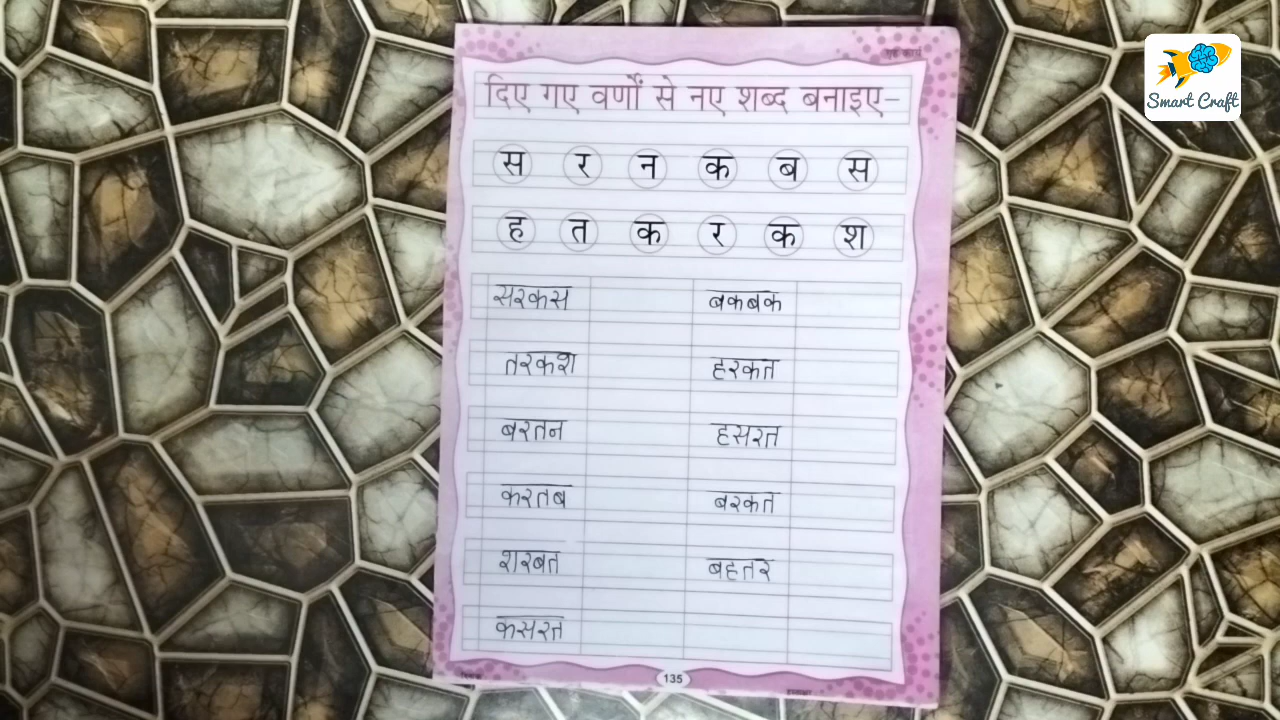 दिए गए वर्णों से नए शब्द बनाइए–
स र न क ब स
ह त क र क श
सरकस बकबक
तरकश हरकत
बरतन हसरत
करतब बरकत
शरबत बहतर
कसरत
135
Smart Craft